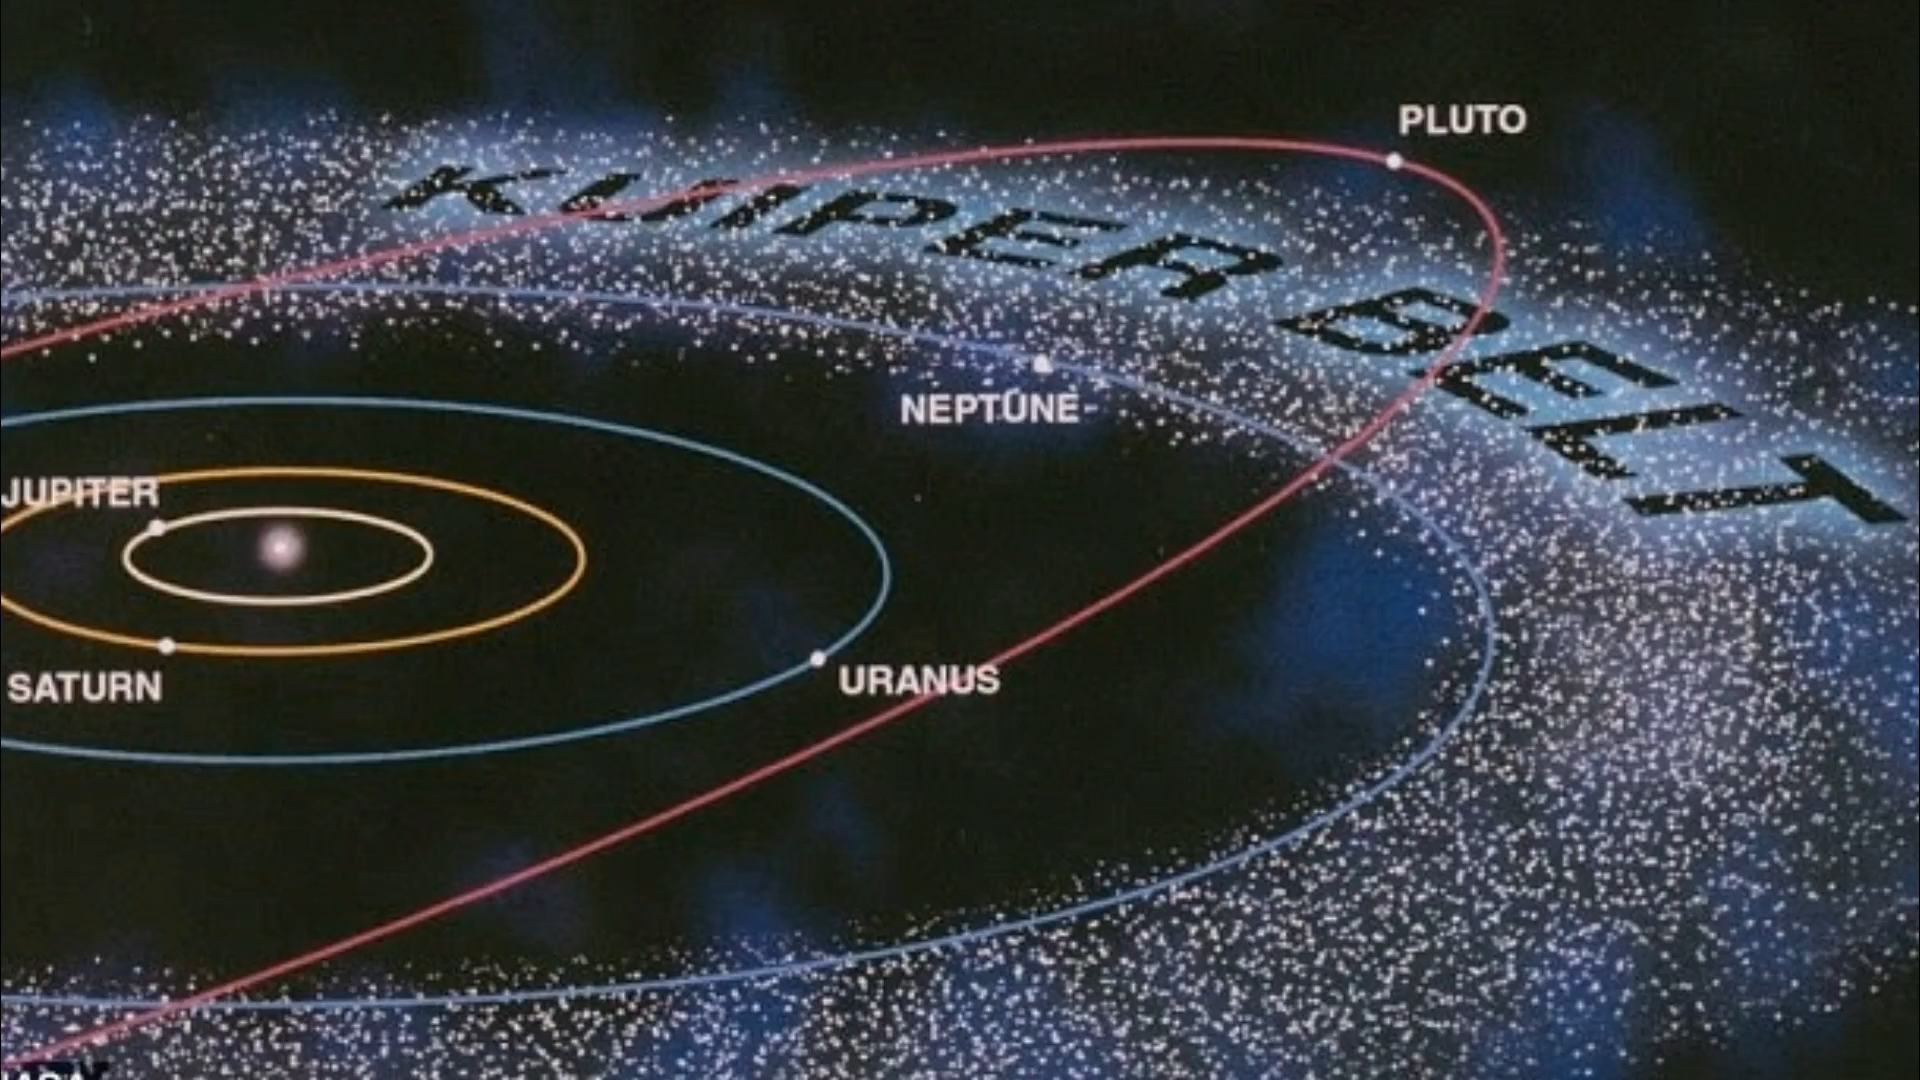 PLUTO
KUIPER BELT
NEPTUNE
JUPITER
SATURN
URANUS